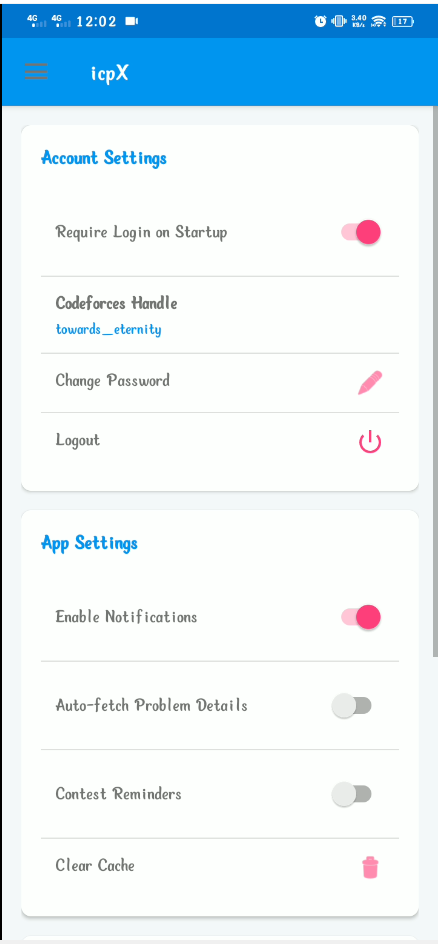 4G 4G 12:02 3.40 KB/s 17
icpX
Account Settings
Require Login on Startup
Codeforces Handle
towards_eternity
Change Password
Logout
App Settings
Enable Notifications
Auto-fetch Problem Details
Contest Reminders
Clear Cache